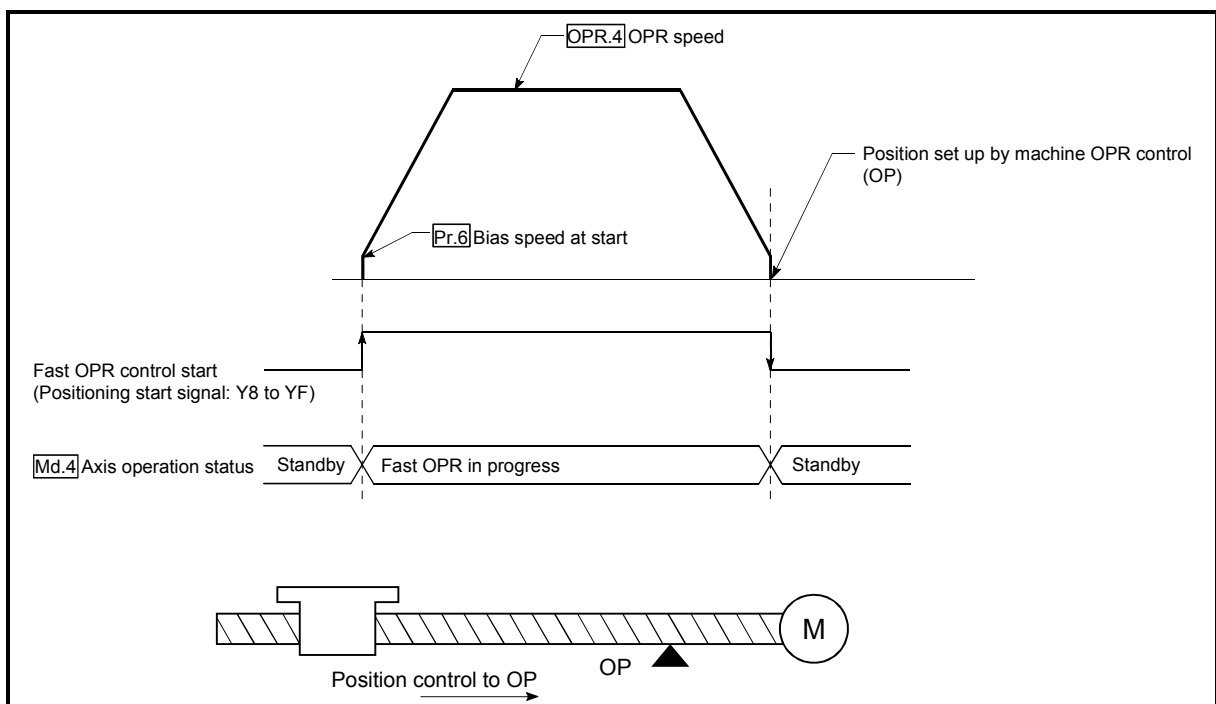 OPR.4 OPR speed
Position set up by machine OPR control
(OP)
Pr.6 Bias speed at start
Fast OPR control start
(Positioning start signal: Y8 to YF)
Md.4 Axis operation status
Standby
Fast OPR in progress
Standby
M
OP
Position control to OP